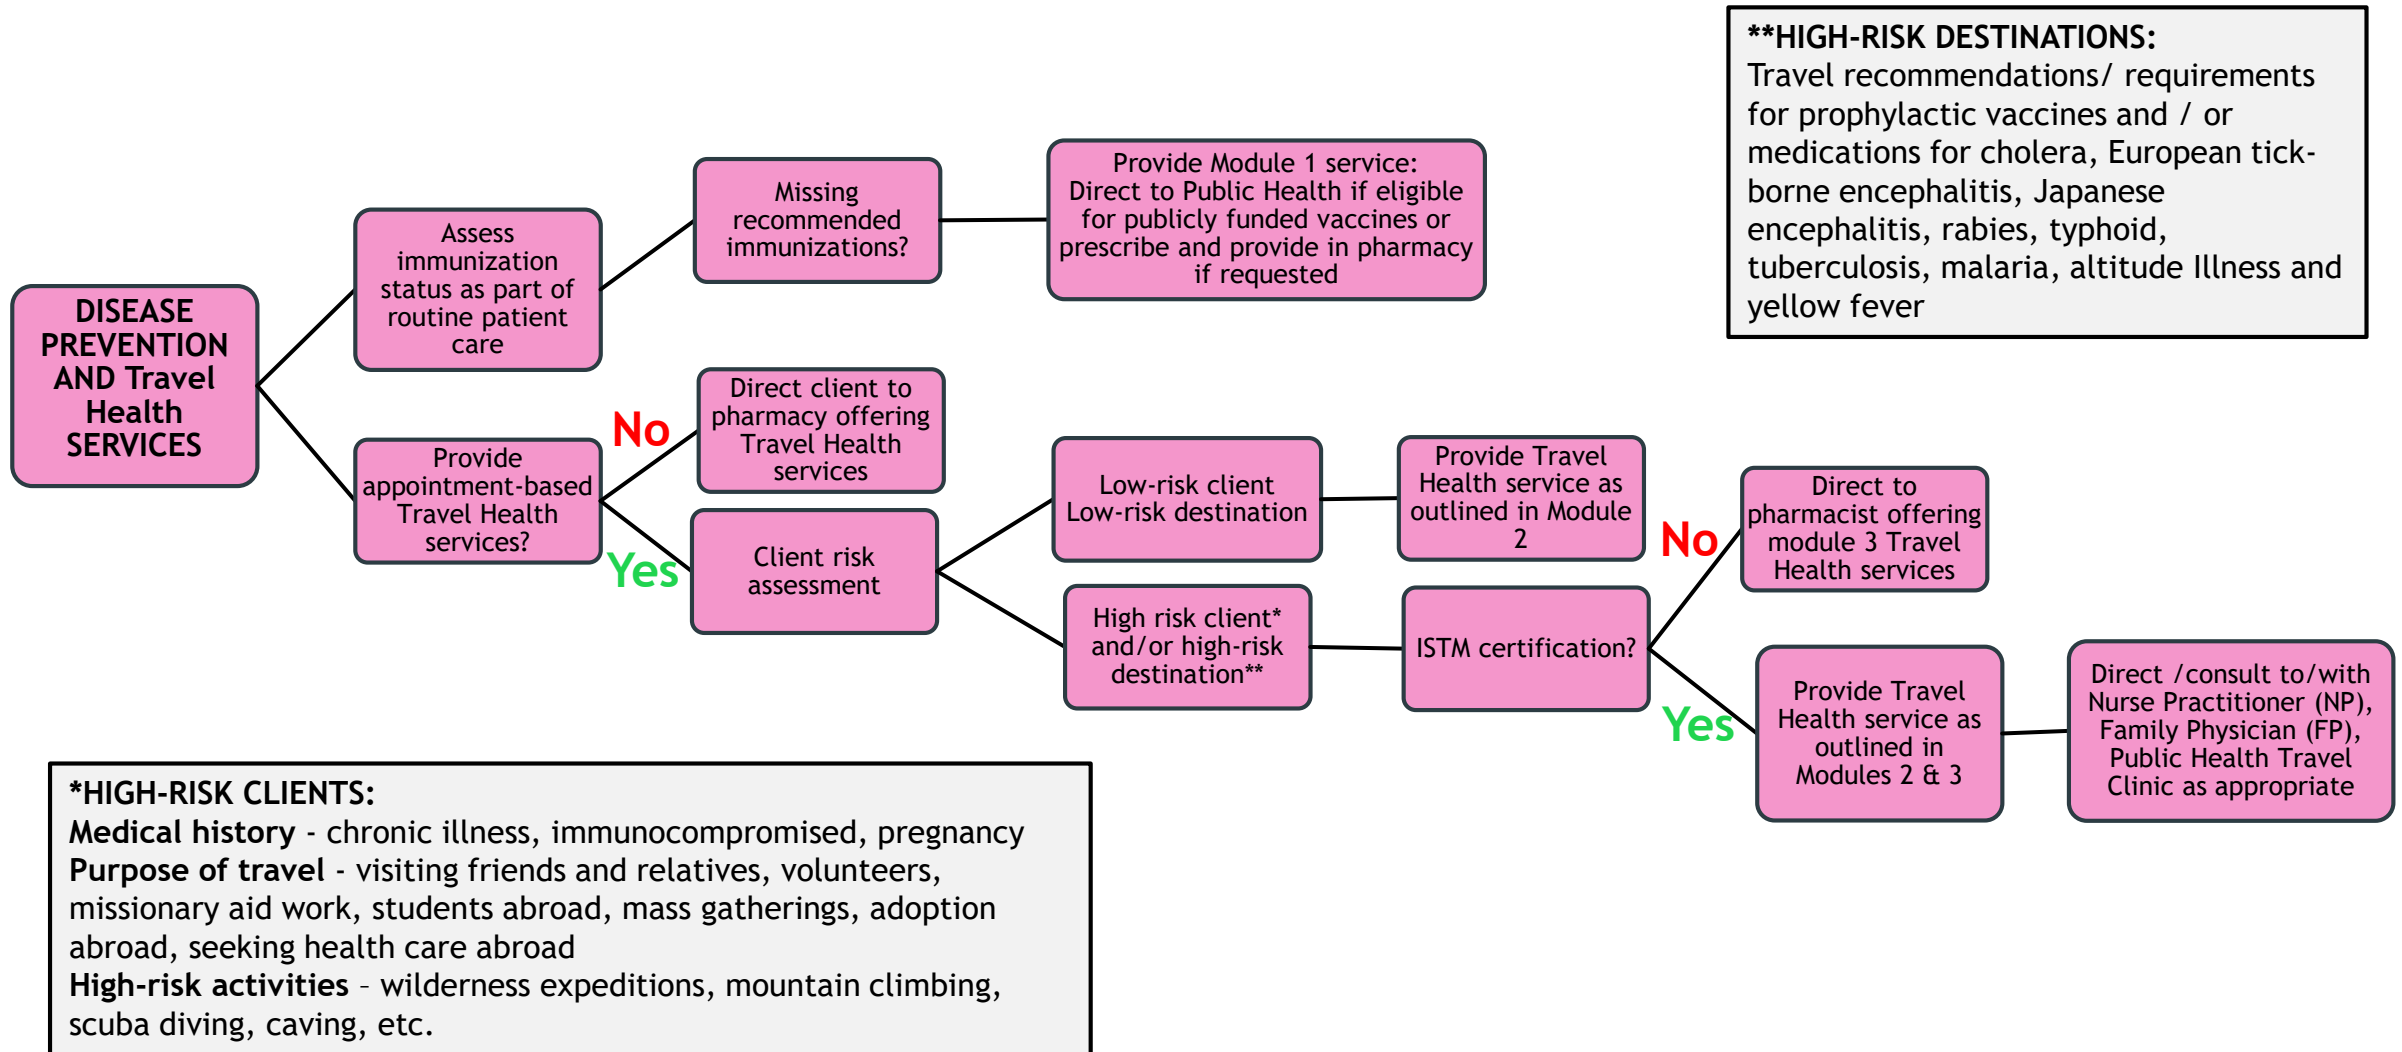 **HIGH-RISK DESTINATIONS:
Travel recommendations/ requirements
for prophylactic vaccines and / or
medications for cholera, European tick-
borne encephalitis, Japanese
encephalitis, rabies, typhoid,
tuberculosis, malaria, altitude Illness and
yellow fever
DISEASE
PREVENTION
AND Travel
Health
SERVICES
Assess
immunization
status as part of
routine patient
care
Missing
recommended
immunizations?
Provide Module 1 service:
Direct to Public Health if eligible
for publicly funded vaccines or
prescribe and provide in pharmacy
if requested
Provide
appointment-based
Travel Health
services?
No
Direct client to
pharmacy offering
Travel Health
services
Yes
Client risk
assessment
Low-risk client
Low-risk destination
Provide Travel
Health service as
outlined in Module
2
High risk client*
and/or high-risk
destination**
ISTM certification?
No
Direct to
pharmacist offering
module 3 Travel
Health services
Yes
Provide Travel
Health service as
outlined in
Modules 2 & 3
Direct /consult to/with
Nurse Practitioner (NP),
Family Physician (FP),
Public Health Travel
Clinic as appropriate
*HIGH-RISK CLIENTS:
Medical history - chronic illness, immunocompromised, pregnancy
Purpose of travel - visiting friends and relatives, volunteers,
missionary aid work, students abroad, mass gatherings, adoption
abroad, seeking health care abroad
High-risk activities – wilderness expeditions, mountain climbing,
scuba diving, caving, etc.